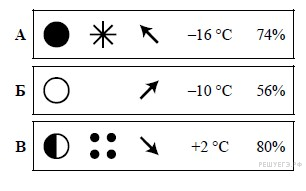 А –16 °C 74%
Б –10 °C 56%
В +2 °C 80%
РЕШУЕГЭ.РФ